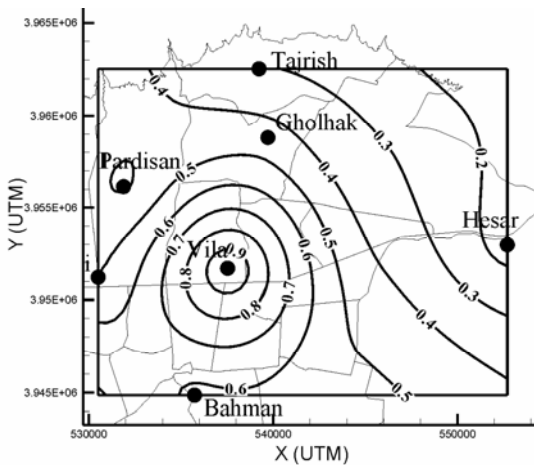 3.965E+06
3.96E+06
3.955E+06
3.95E+06
3.945E+06
Y (UTM)
Tajrish
0.4
0.3
Gholhak
0.2
Pardisan
0.5
0.4
0.6
0.5
Hesar
0.7
0.6
Vila
0.9
i
0.8
0.7
0.3
0.8
0.4
0.6
0.5
Bahman
530000
540000
550000
X (UTM)